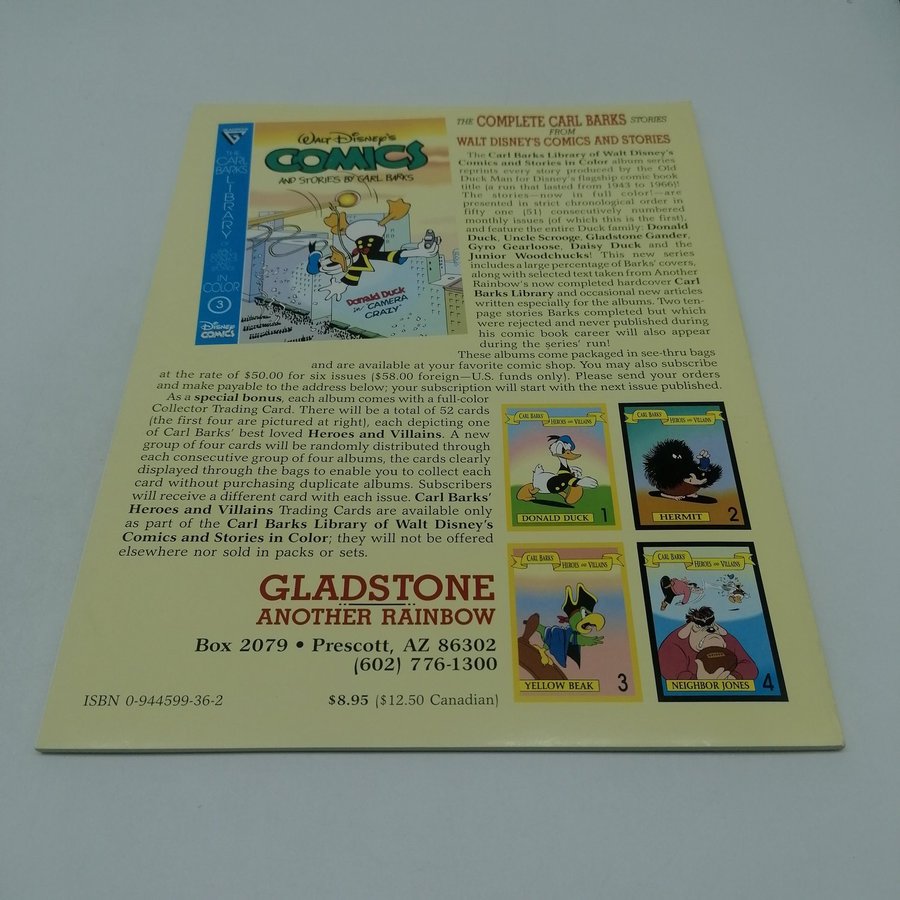 GLADSTONE
THE
CARL
BARKS
LIBRARY
IN
COLOR
3
DISNEY
COMICS
WALT DISNEY'S
COMICS
AND STORIES BY CARL BARKS
Donald Duck
in "CAMERA
CRAZY"
THE COMPLETE CARL BARKS STORIES
FROM
WALT DISNEY'S COMICS AND STORIES
The Carl Barks Library of Walt Disney's
Comics and Stories in Color album series
reprints every story produced by the Old
Duck Man for Disney's flagship comic book
title (a run that lasted from 1943 to 1966)!
The stories—now in full color!—are
presented in strict chronological order in
fifty one (51) consecutively numbered
monthly issues (of which this is the first),
and feature the entire Duck family: Donald
Duck, Uncle Scrooge, Gladstone Gander,
Gyro Gearloose, Daisy Duck and the
Junior Woodchucks! This new series
includes a large percentage of Barks' covers,
along with selected text taken from Another
Rainbow's now completed hardcover Carl
Barks Library and occasional new articles
written especially for the albums. Two ten-
page stories Barks completed but which
were rejected and never published during
his comic book career will also appear
during the series' run!
These albums come packaged in see-thru bags
and are available at your favorite comic shop. You may also subscribe
at the rate of $50.00 for six issues ($58.00 foreign—U.S. funds only). Please send your orders
and make payable to the address below; your subscription will start with the next issue published.
As a special bonus, each album comes with a full-color
Collector Trading Card. There will be a total of 52 cards
(the first four are pictured at right), each depicting one
of Carl Barks' best loved Heroes and Villains. A new
group of four cards will be randomly distributed through
each consecutive group of four albums, the cards clearly
displayed through the bags to enable you to collect each
card without purchasing duplicate albums. Subscribers
will receive a different card with each issue. Carl Barks'
Heroes and Villains Trading Cards are available only
as part of the Carl Barks Library of Walt Disney's
Comics and Stories in Color; they will not be offered
elsewhere nor sold in packs or sets.
CARL BARKS' HEROES AND VILLAINS
DONALD DUCK 1
CARL BARKS' HEROES AND VILLAINS
HERMIT 2
CARL BARKS' HEROES AND VILLAINS
YELLOW BEAK 3
CARL BARKS' HEROES AND VILLAINS
NEIGHBOR JONES 4
GLADSTONE
ANOTHER RAINBOW
Box 2079 • Prescott, AZ 86302
(602) 776-1300
ISBN 0-944599-36-2 $8.95 ($12.50 Canadian)